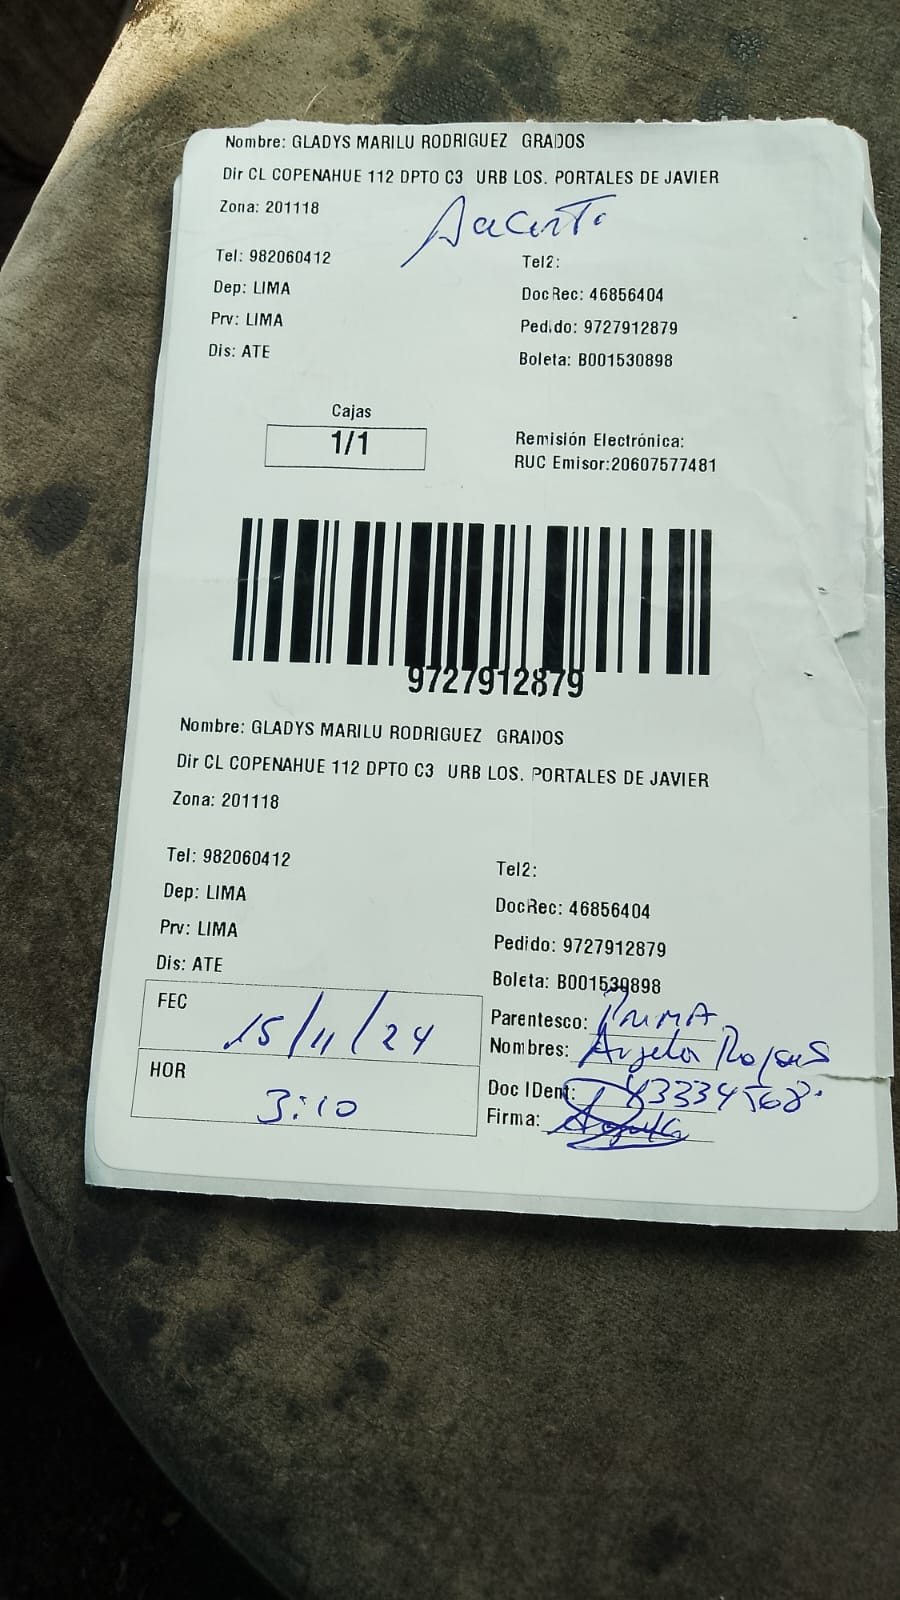 Nombre: GLADYS MARILU RODRIGUEZ GRADOS
Dir CL COPENAHUE 112 DPTO C3 URB LOS. PORTALES DE JAVIER
Zona: 201118
Tel: 982060412 Tel2:
Dep: LIMA DocRec: 46856404
Prv: LIMA Pedido: 9727912879
Dis: ATE Boleta: B001530898
Cajas
1/1
Remisión Electrónica:
RUC Emisor:20607577481
9727912879
Nombre: GLADYS MARILU RODRIGUEZ GRADOS
Dir CL COPENAHUE 112 DPTO C3 URB LOS. PORTALES DE JAVIER
Zona: 201118
Tel: 982060412 Tel2:
Dep: LIMA DocRec: 46856404
Prv: LIMA Pedido: 9727912879
Dis: ATE Boleta: B001530898
FEC 15/11/24
HOR 3:10
Parentesco: PRIMA
Nombres: Angela Rojas
Doc IDent: 43334568
Firma: